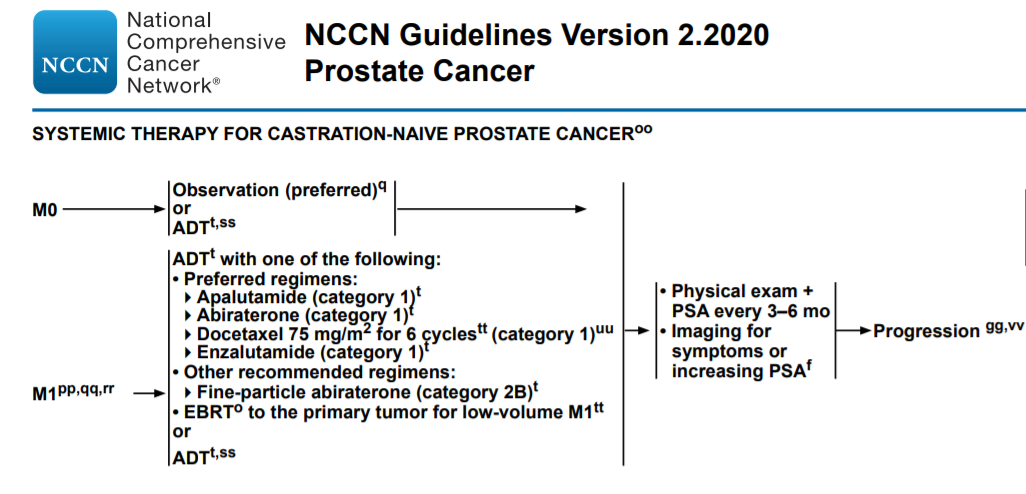 National
Comprehensive
NCCN Cancer
Network®
NCCN Guidelines Version 2.2020
Prostate Cancer
SYSTEMIC THERAPY FOR CASTRATION-NAIVE PROSTATE CANCERoo
M0
Observation (preferred)q
or
ADTt,ss
M1pp,qq,rr
ADTt with one of the following:
• Preferred regimens:
Apalutamide (category 1)t
Abiraterone (category 1)t
Docetaxel 75 mg/m2 for 6 cyclestt (category 1)uu
Enzalutamide (category 1)t
• Other recommended regimens:
Fine-particle abiraterone (category 2B)t
• EBRTo to the primary tumor for low-volume M1tt
or
ADTt,ss
• Physical exam +
PSA every 3–6 mo
• Imaging for
symptoms or
increasing PSAf
Progression gg,vv